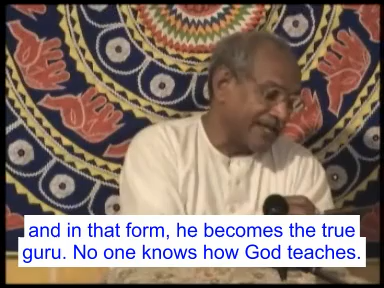 and in that form, he becomes the true
guru. No one knows how God teaches.